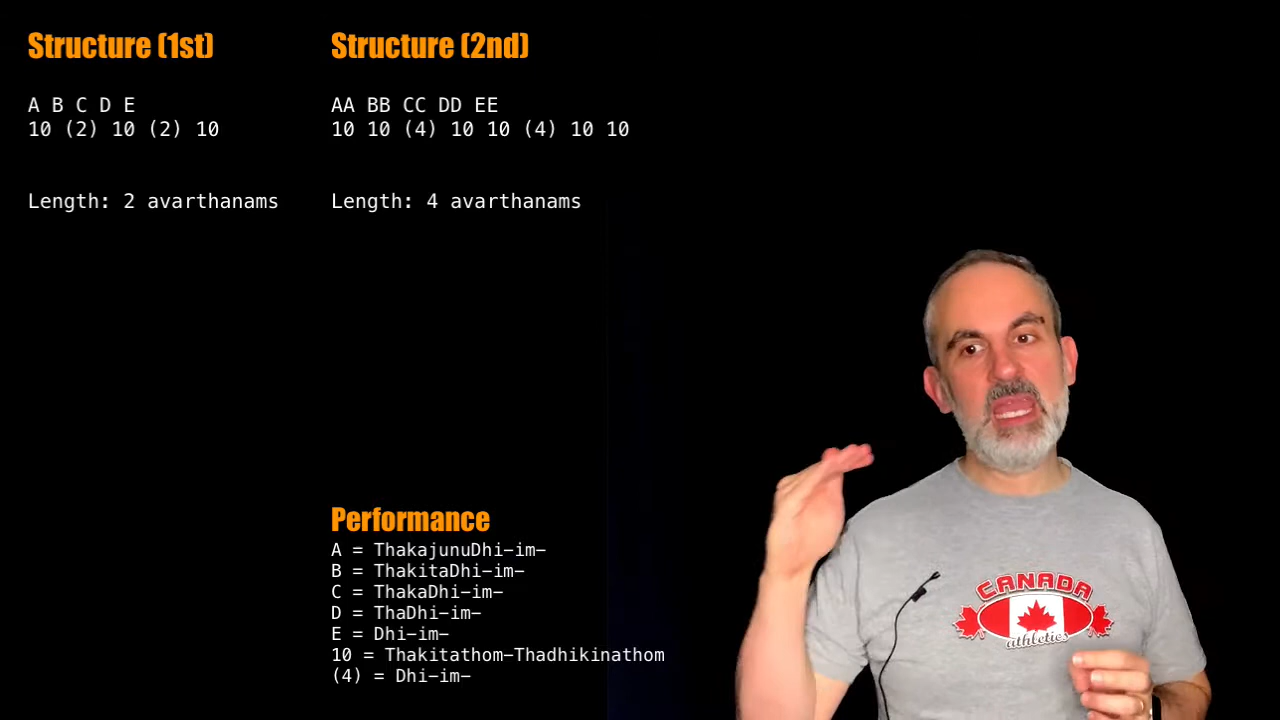 Structure (1st)
A B C D E
10 (2) 10 (2) 10
Length: 2 avarthanams
Structure (2nd)
AA BB CC DD EE
10 10 (4) 10 10 (4) 10 10
Length: 4 avarthanams
Performance
A = ThakajunuDhi-im-
B = ThakitaDhi-im-
C = ThakaDhi-im-
D = ThaDhi-im-
E = Dhi-im-
10 = Thakitathom-Thadhikinathom
(4) = Dhi-im-
CANADA
athletics